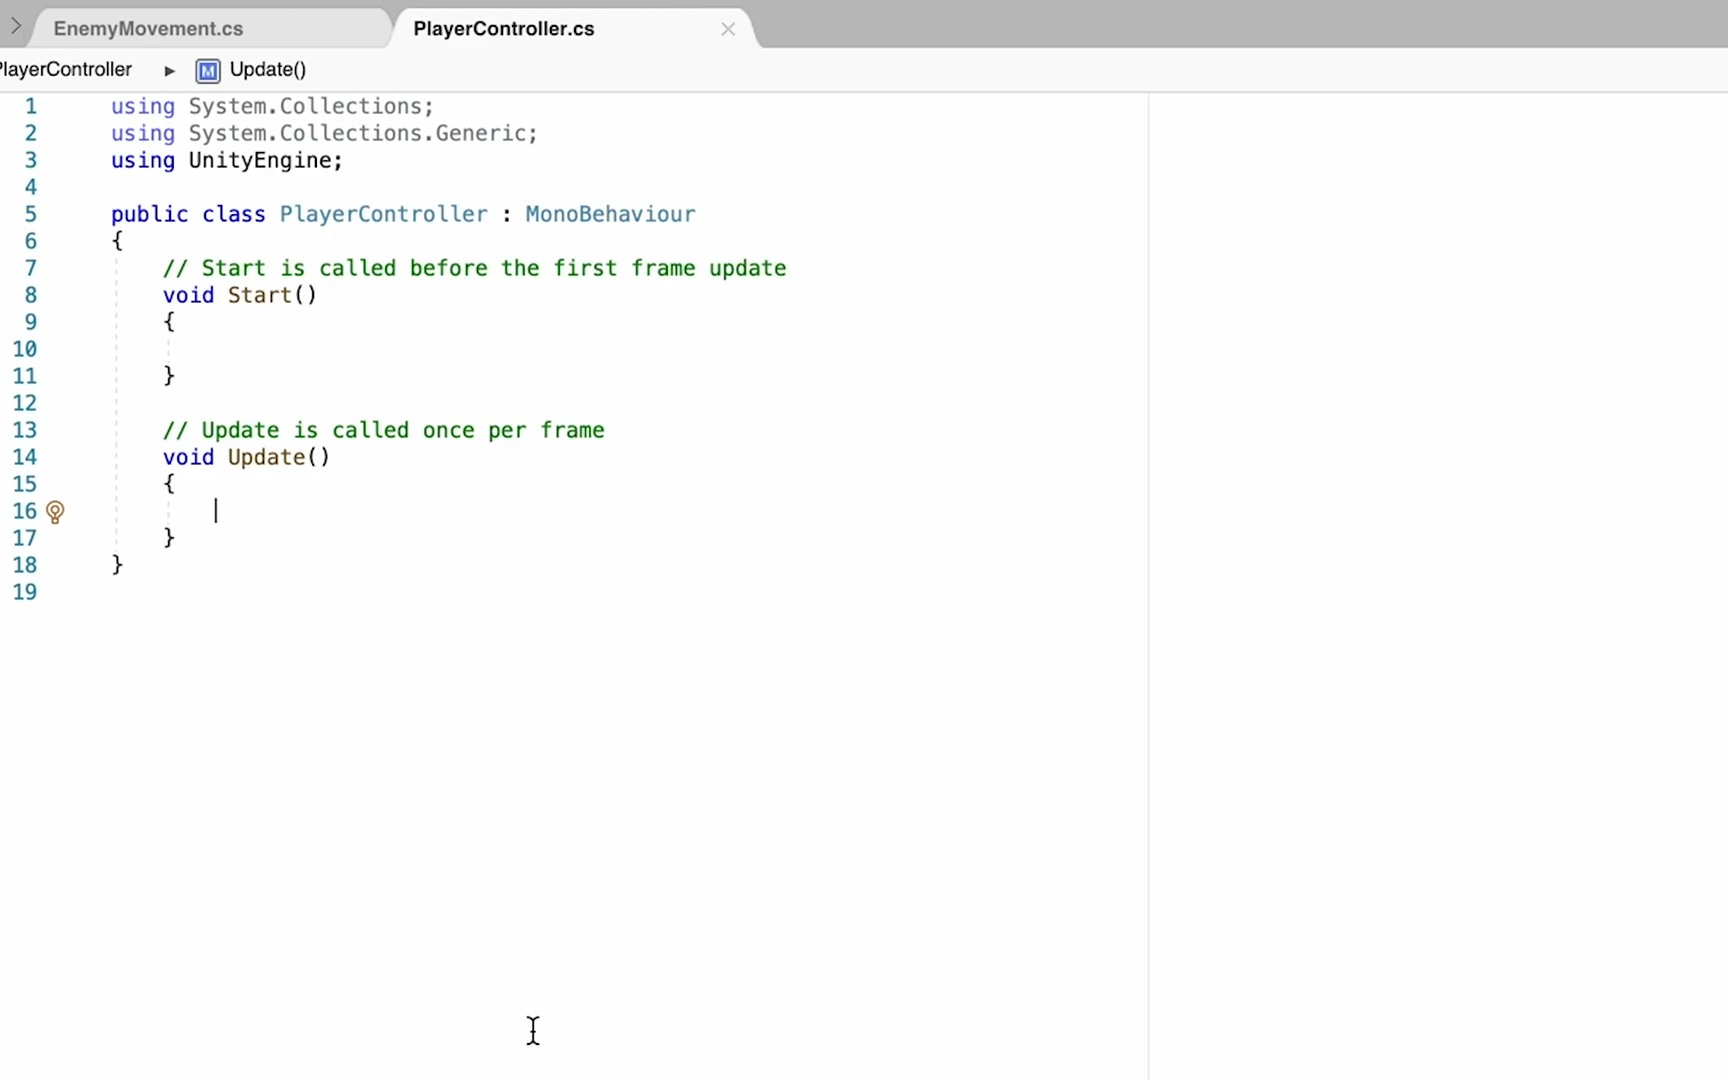 EnemyMovement.cs
PlayerController.cs
PlayerController
M Update()
1 using System.Collections;
2 using System.Collections.Generic;
3 using UnityEngine;
4
5 public class PlayerController : MonoBehaviour
6 {
7 // Start is called before the first frame update
8 void Start()
9 {
10
11 }
12
13 // Update is called once per frame
14 void Update()
15 {
16
17 }
18 }
19